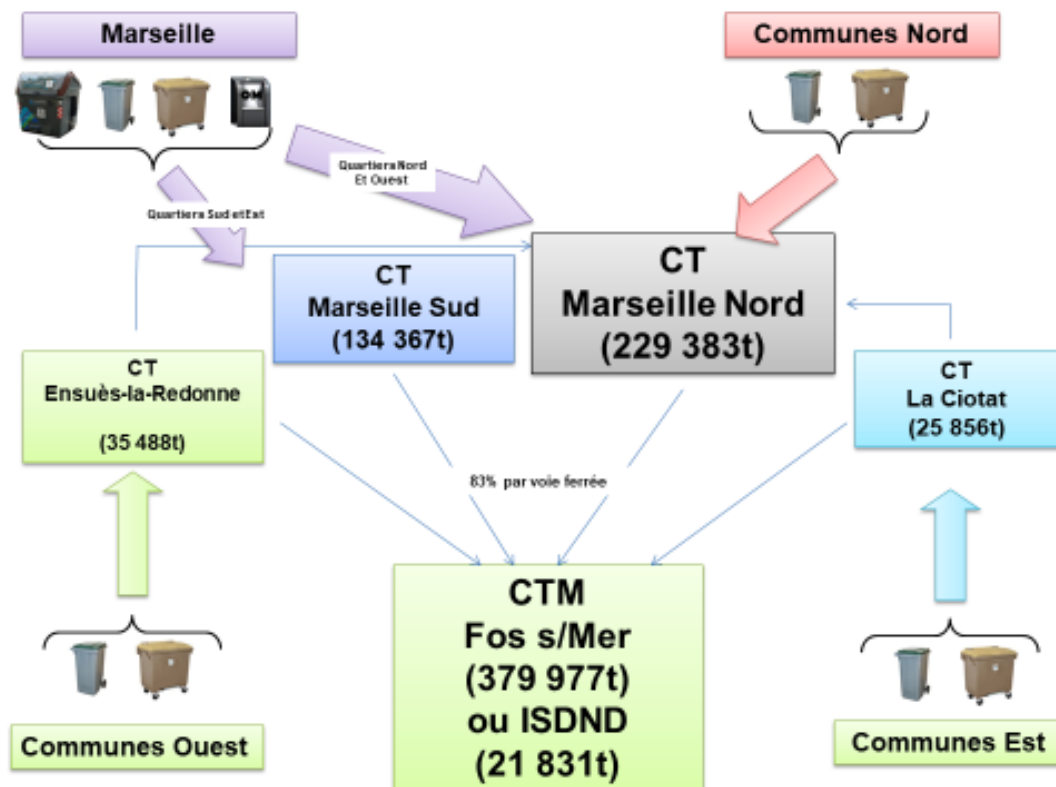 Marseille
Communes Nord
OM
Quartiers Nord
Et Ouest
Quartiers Sud et Est
CT
Marseille Sud
(134 367t)
CT
Marseille Nord
(229 383t)
CT
Ensuès-la-Redonne
(35 488t)
CT
La Ciotat
(25 856t)
83% par voie ferrée
CTM
Fos s/Mer
(379 977t)
ou ISDND
(21 831t)
Communes Ouest
Communes Est